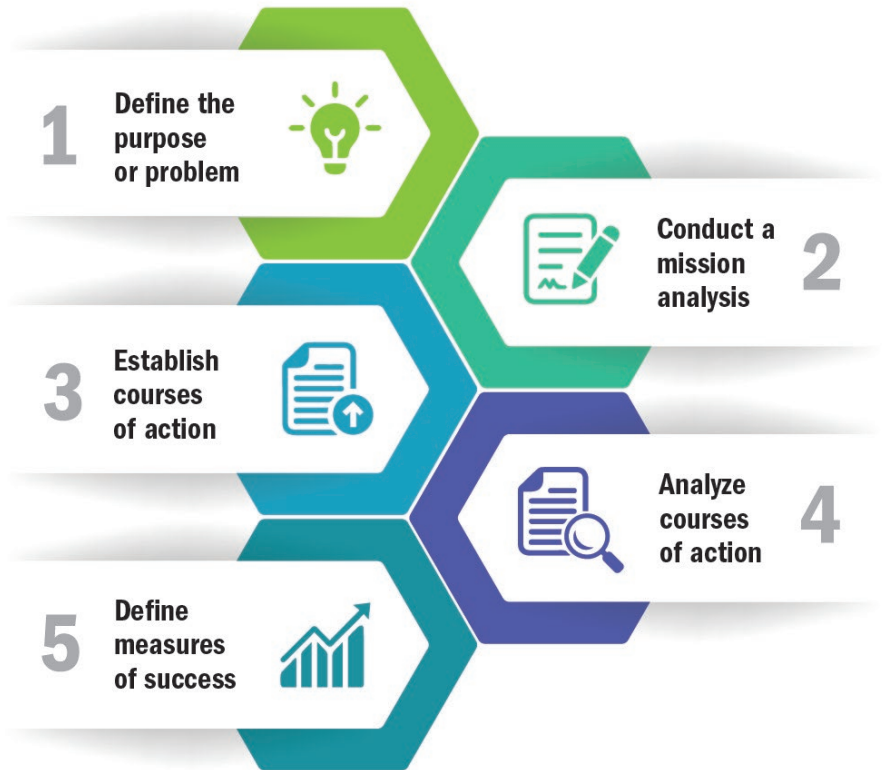 1
Define the
purpose
or problem
Conduct a
mission
analysis
2
3
Establish
courses
of action
Analyze
courses
of action
4
5
Define
measures
of success